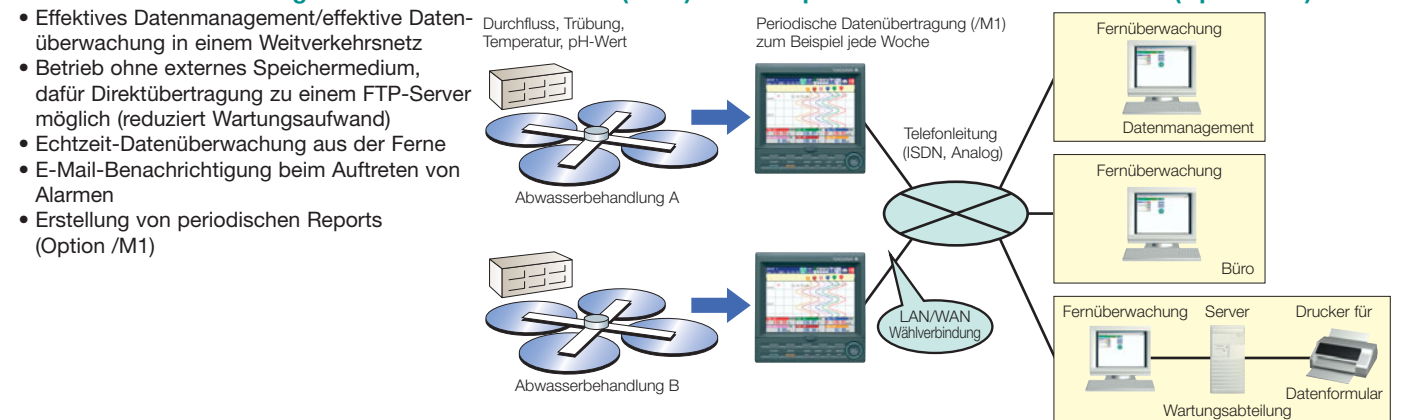 • Effektives Datenmanagement/effektive Daten-
überwachung in einem Weitverkehrsnetz
• Betrieb ohne externes Speichermedium,
dafür Direktübertragung zu einem FTP-Server
möglich (reduziert Wartungsaufwand)
• Echtzeit-Datenüberwachung aus der Ferne
• E-Mail-Benachrichtigung beim Auftreten von
Alarmen
• Erstellung von periodischen Reports
(Option /M1)
Durchfluss, Trübung,
Temperatur, pH-Wert
Abwasserbehandlung A
Abwasserbehandlung B
Periodische Datenübertragung (/M1)
zum Beispiel jede Woche
Telefonleitung
(ISDN, Analog)
LAN/WAN
Wählverbindung
Fernüberwachung
Datenmanagement
Fernüberwachung
Büro
Fernüberwachung
Server
Drucker für
Datenformular
Wartungsabteilung